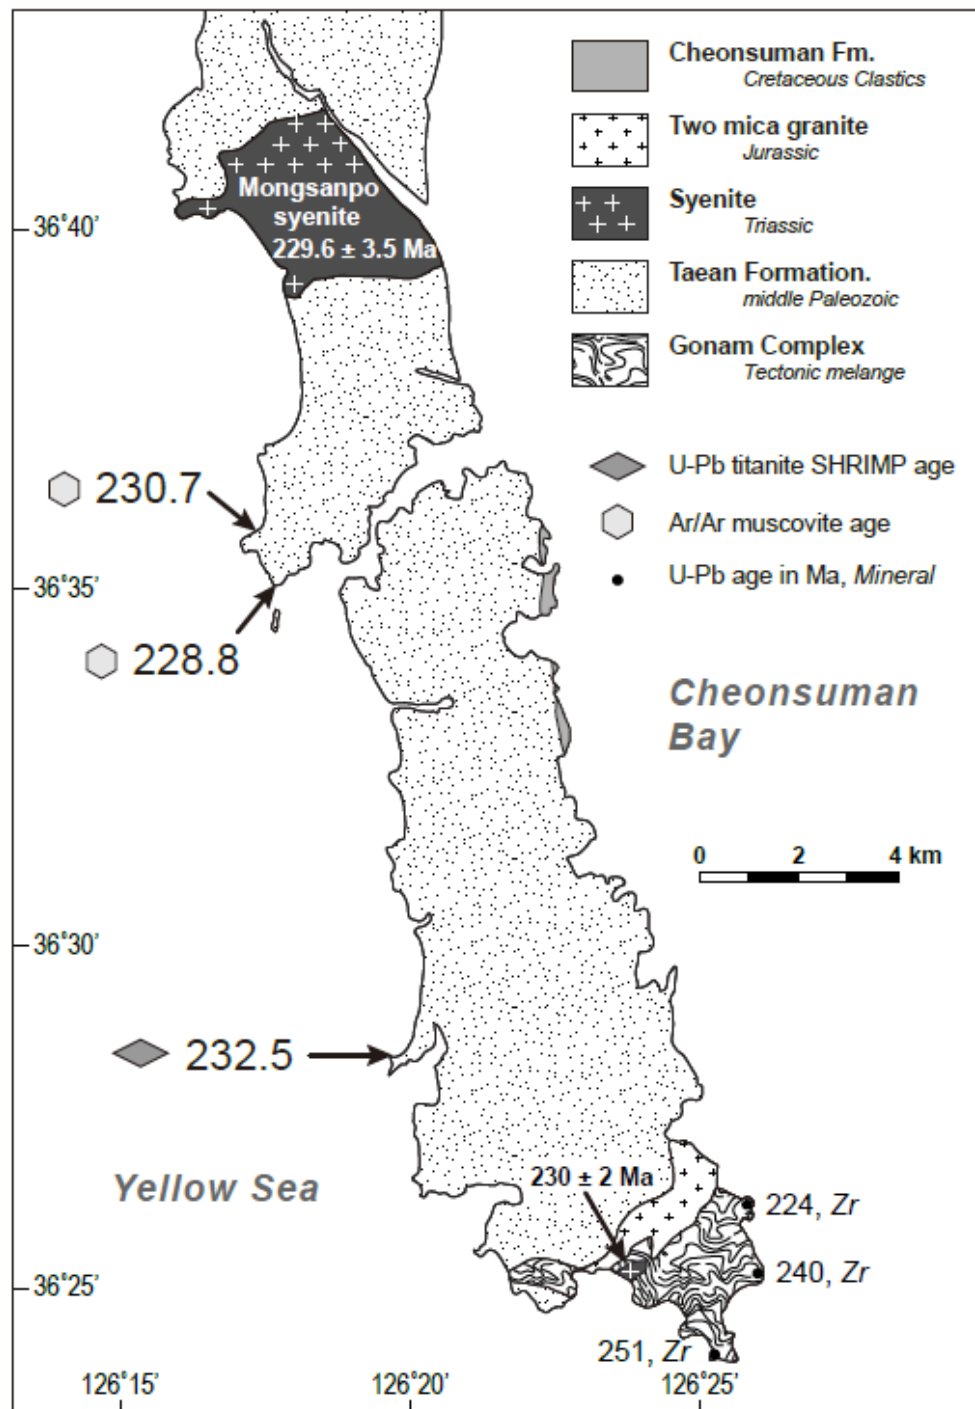 Cheonsuman Fm.
Cretaceous Clastics
Two mica granite
Jurassic
Syenite
Triassic
Taean Formation.
middle Paleozoic
Gonam Complex
Tectonic melange
U-Pb titanite SHRIMP age
Ar/Ar muscovite age
U-Pb age in Ma, Mineral
Mongsanpo
syenite
229.6 ± 3.5 Ma
36°40'
230.7
36°35'
228.8
Cheonsuman
Bay
0 2 4 km
36°30'
232.5
Yellow Sea
230 ± 2 Ma
224, Zr
240, Zr
36°25'
251, Zr
126°15' 126°20' 126°25'